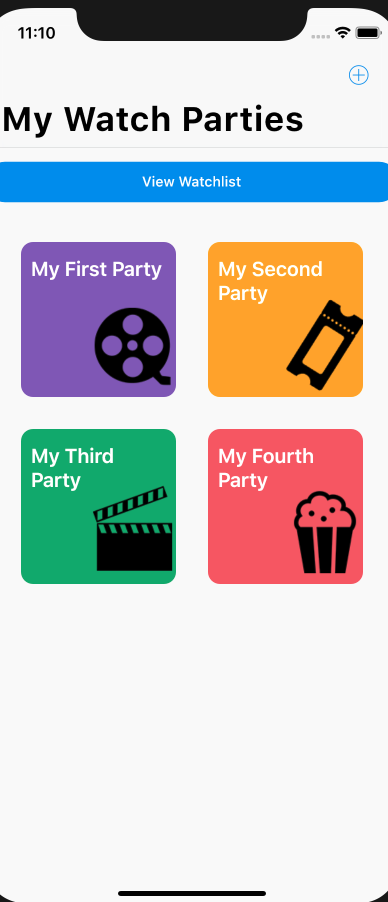 11:10
My Watch Parties
View Watchlist
My First Party
My Second
Party
My Third
Party
My Fourth
Party